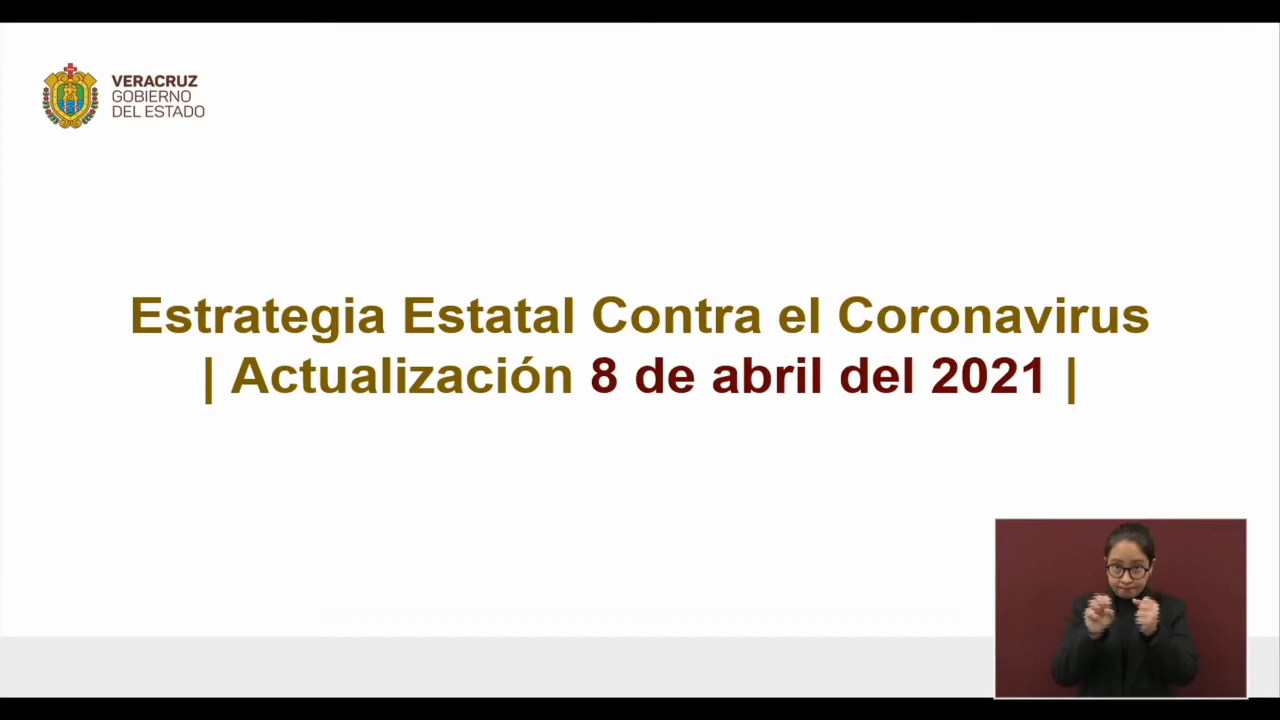 VERACRUZ
GOBIERNO
DEL ESTADO
Estrategia Estatal Contra el Coronavirus
| Actualización 8 de abril del 2021 |